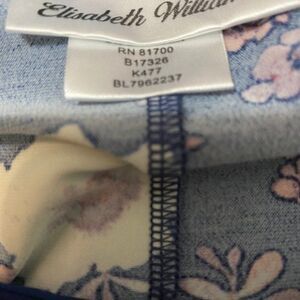 Elisabeth William
RN 81700
B17326
K477
BL7962237